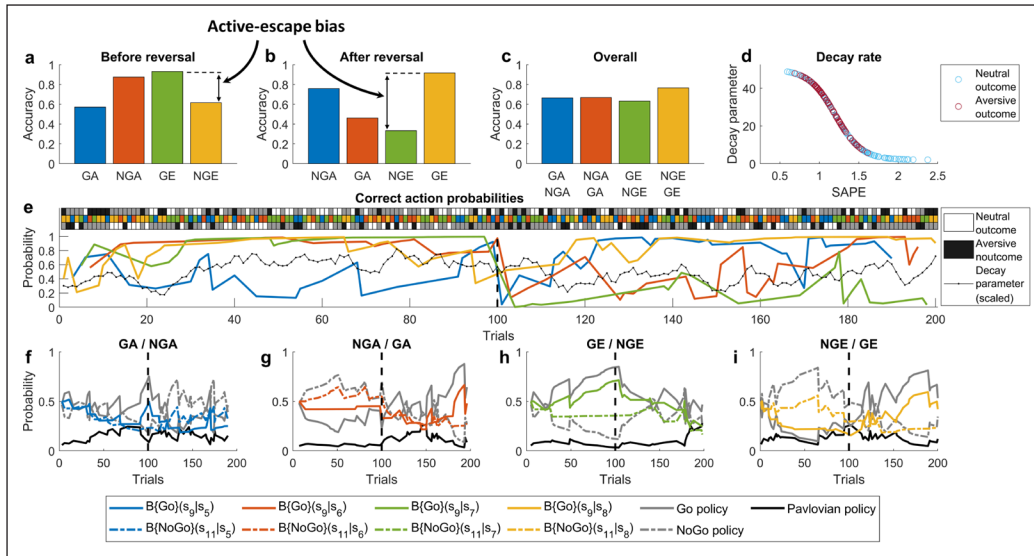 Active-escape bias
a Before reversal
Accuracy
1
0.8
0.6
0.4
0.2
0
GA NGA GE NGE
b After reversal
Accuracy
1
0.8
0.6
0.4
0.2
0
NGA GA NGE GE
c Overall
Accuracy
1
0.8
0.6
0.4
0.2
0
GA NGA GE NGE
NGA GA NGE GE
d Decay rate
Decay parameter
40
20
0
0.5 1 1.5 2 2.5
SAPE
Neutral
outcome
Aversive
outcome
e Correct action probabilities
Probability
1
0.8
0.6
0.4
0.2
0 20 40 60 80 100 120 140 160 180 200
Trials
Neutral
outcome
Aversive
noutcome
Decay
parameter
(scaled)
f GA / NGA
Probability
1
0.5
0
0 50 100 150 200
Trials
g NGA / GA
1
0.5
0
0 50 100 150 200
Trials
h GE / NGE
1
0.5
0
0 50 100 150 200
Trials
i NGE / GE
1
0.5
0
0 50 100 150 200
Trials
B{Go}(s₉|s₅) B{Go}(s₉|s₆) B{Go}(s₉|s₇) B{Go}(s₉|s₈) Go policy Pavlovian policy
B{NoGo}(s₁₁|s₅) B{NoGo}(s₁₁|s₆) B{NoGo}(s₁₁|s₇) B{NoGo}(s₁₁|s₈) NoGo policy